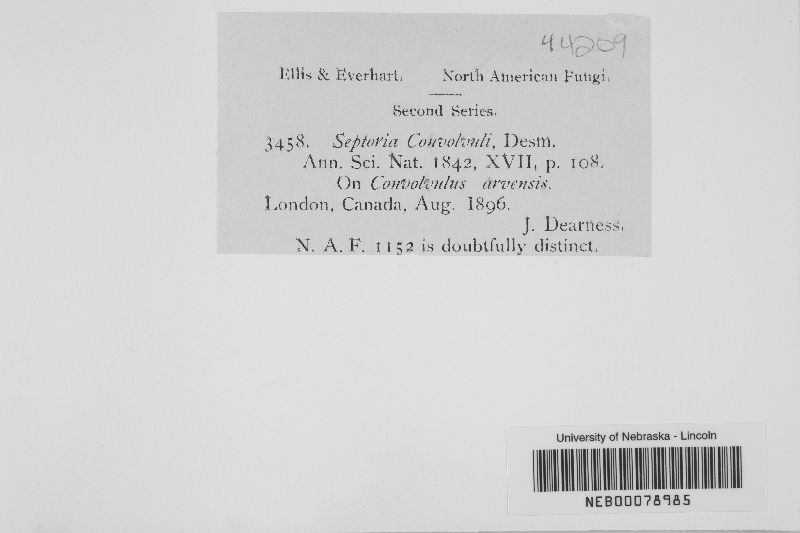 44209
Ellis & Everhart. North American Fungi.
Second Series.
3458. Septoria Convolvuli, Desm.
Ann. Sci. Nat. 1842, XVII, p. 108.
On Convolvulus arvensis.
London, Canada, Aug. 1896.
J. Dearness.
N. A. F. 1152 is doubtfully distinct.
University of Nebraska - Lincoln
NEB00078985